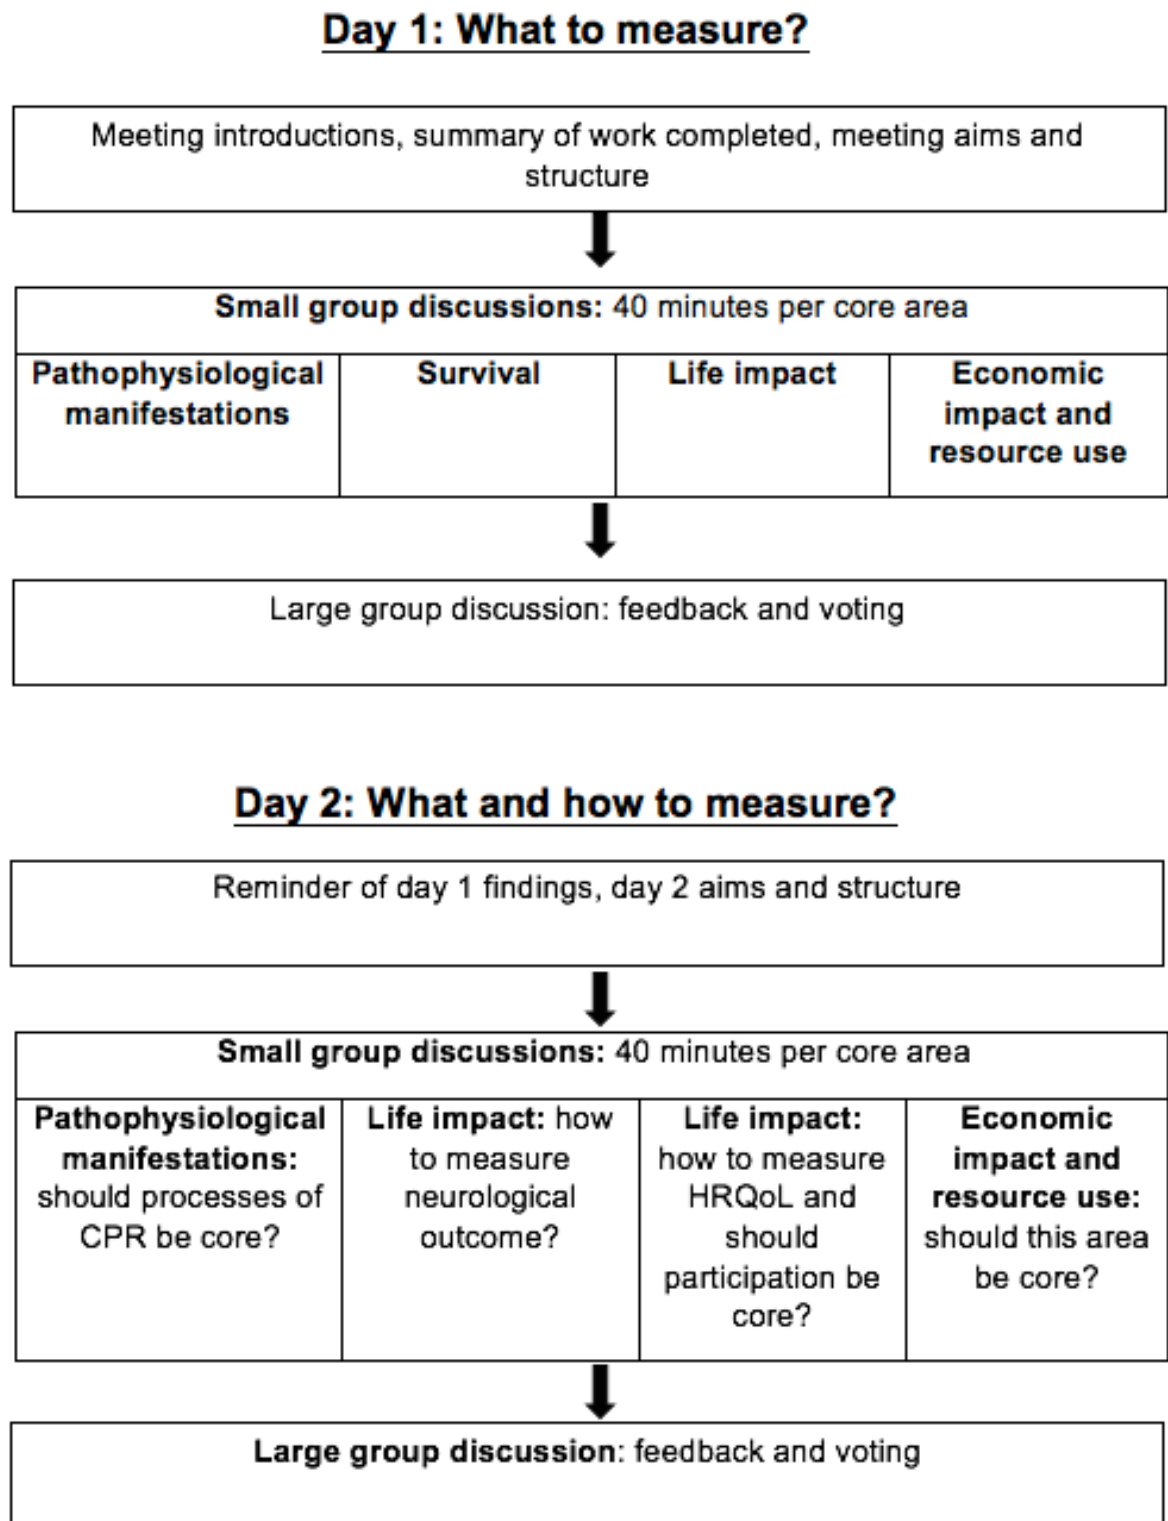 Day 1: What to measure?
Meeting introductions, summary of work completed, meeting aims and
structure
Small group discussions: 40 minutes per core area
Pathophysiological
manifestations
Survival
Life impact
Economic
impact and
resource use
Large group discussion: feedback and voting
Day 2: What and how to measure?
Reminder of day 1 findings, day 2 aims and structure
Small group discussions: 40 minutes per core area
Pathophysiological
manifestations:
should processes of
CPR be core?
Life impact: how
to measure
neurological
outcome?
Life impact:
how to measure
HRQoL and
should
participation be
core?
Economic
impact and
resource use:
should this area
be core?
Large group discussion: feedback and voting